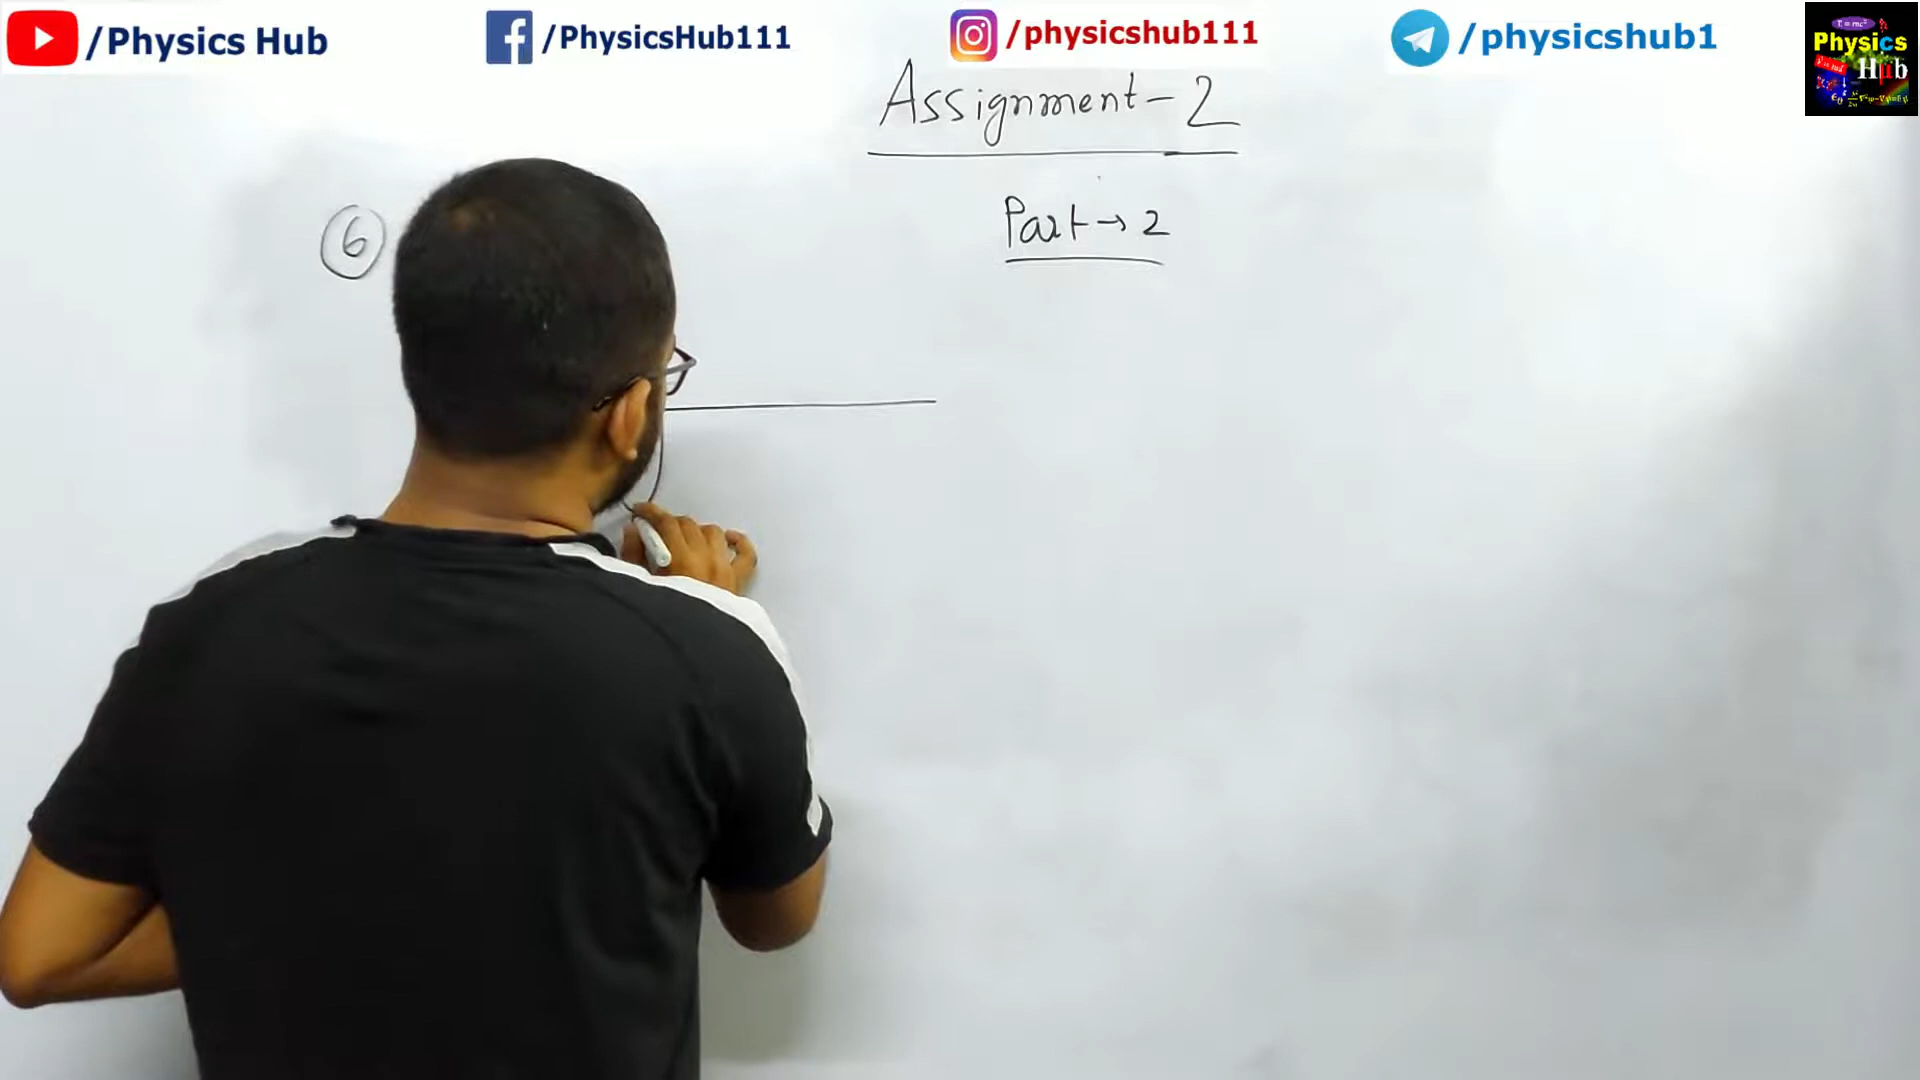 /Physics Hub
/PhysicsHub111
/physicshub111
/physicshub1
Physics
Hub
Assignment-2
Part→2
6